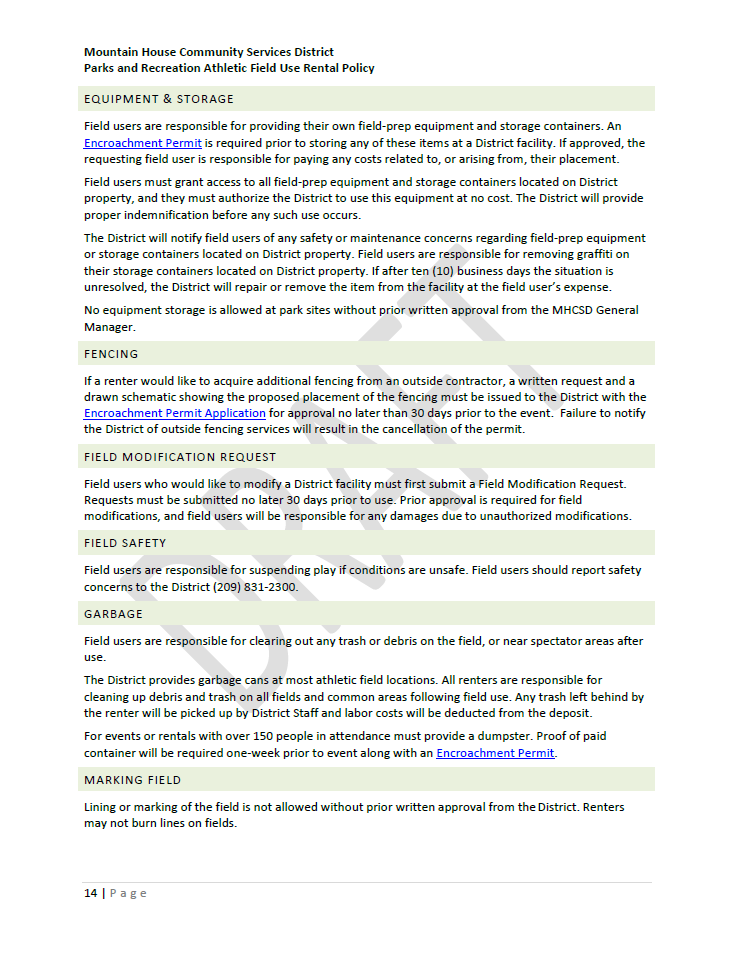 Mountain House Community Services District
Parks and Recreation Athletic Field Use Rental Policy
EQUIPMENT & STORAGE
Field users are responsible for providing their own field-prep equipment and storage containers. An
Encroachment Permit is required prior to storing any of these items at a District facility. If approved, the
requesting field user is responsible for paying any costs related to, or arising from, their placement.
Field users must grant access to all field-prep equipment and storage containers located on District
property, and they must authorize the District to use this equipment at no cost. The District will provide
proper indemnification before any such use occurs.
The District will notify field users of any safety or maintenance concerns regarding field-prep equipment
or storage containers located on District property. Field users are responsible for removing graffiti on
their storage containers located on District property. If after ten (10) business days the situation is
unresolved, the District will repair or remove the item from the facility at the field user's expense.
No equipment storage is allowed at park sites without prior written approval from the MHCSD General
Manager.
FENCING
If a renter would like to acquire additional fencing from an outside contractor, a written request and a
drawn schematic showing the proposed placement of the fencing must be issued to the District with the
Encroachment Permit Application for approval no later than 30 days prior to the event. Failure to notify
the District of outside fencing services will result in the cancellation of the permit.
FIELD MODIFICATION REQUEST
Field users who would like to modify a District facility must first submit a Field Modification Request.
Requests must be submitted no later 30 days prior to use. Prior approval is required for field
modifications, and field users will be responsible for any damages due to unauthorized modifications.
FIELD SAFETY
Field users are responsible for suspending play if conditions are unsafe. Field users should report safety
concerns to the District (209) 831-2300.
GARBAGE
Field users are responsible for clearing out any trash or debris on the field, or near spectator areas after
use.
The District provides garbage cans at most athletic field locations. All renters are responsible for
cleaning up debris and trash on all fields and common areas following field use. Any trash left behind by
the renter will be picked up by District Staff and labor costs will be deducted from the deposit.
For events or rentals with over 150 people in attendance must provide a dumpster. Proof of paid
container will be required one-week prior to event along with an Encroachment Permit.
MARKING FIELD
Lining or marking of the field is not allowed without prior written approval from the District. Renters
may not burn lines on fields.
14 | Page
DRAFT